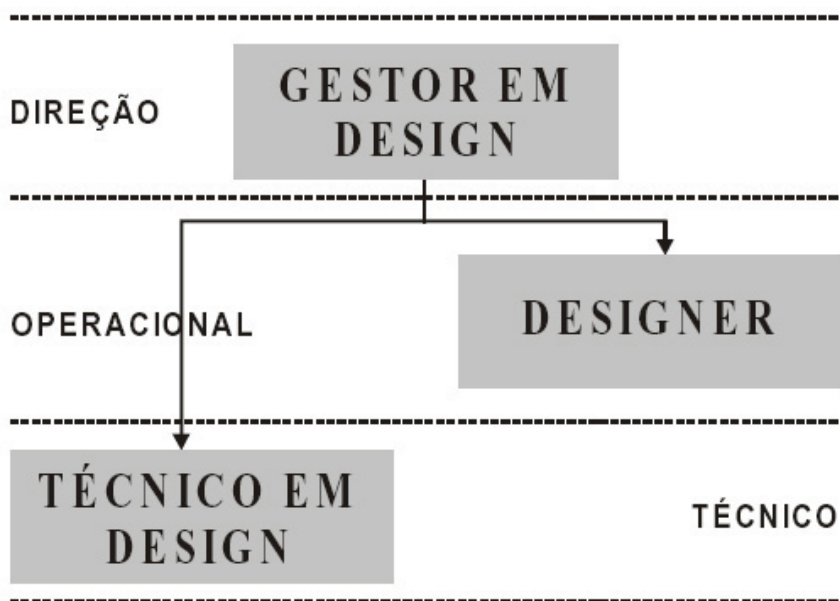 GESTOR EM
DESIGN
DIREÇÃO
DESIGNER
OPERACIONAL
TÉCNICO EM
DESIGN
TÉCNICO